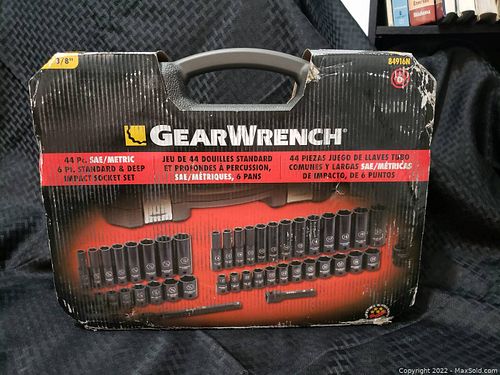 3/8"
84916N
GEARWRENCH
44 Pc. SAE/METRIC
6 Pt. STANDARD & DEEP
IMPACT SOCKET SET
JEU DE 44 DOUILLES STANDARD
ET PROFONDES À PERCUSSION,
SAE/MÉTRIQUES, 6 PANS
44 PIEZAS JUEGO DE LLAVES TUBO
COMUNES Y LARGAS SAE/MÉTRICAS
DE IMPACTO, DE 6 PUNTOS
Copyright 2022 - MaxSold.com